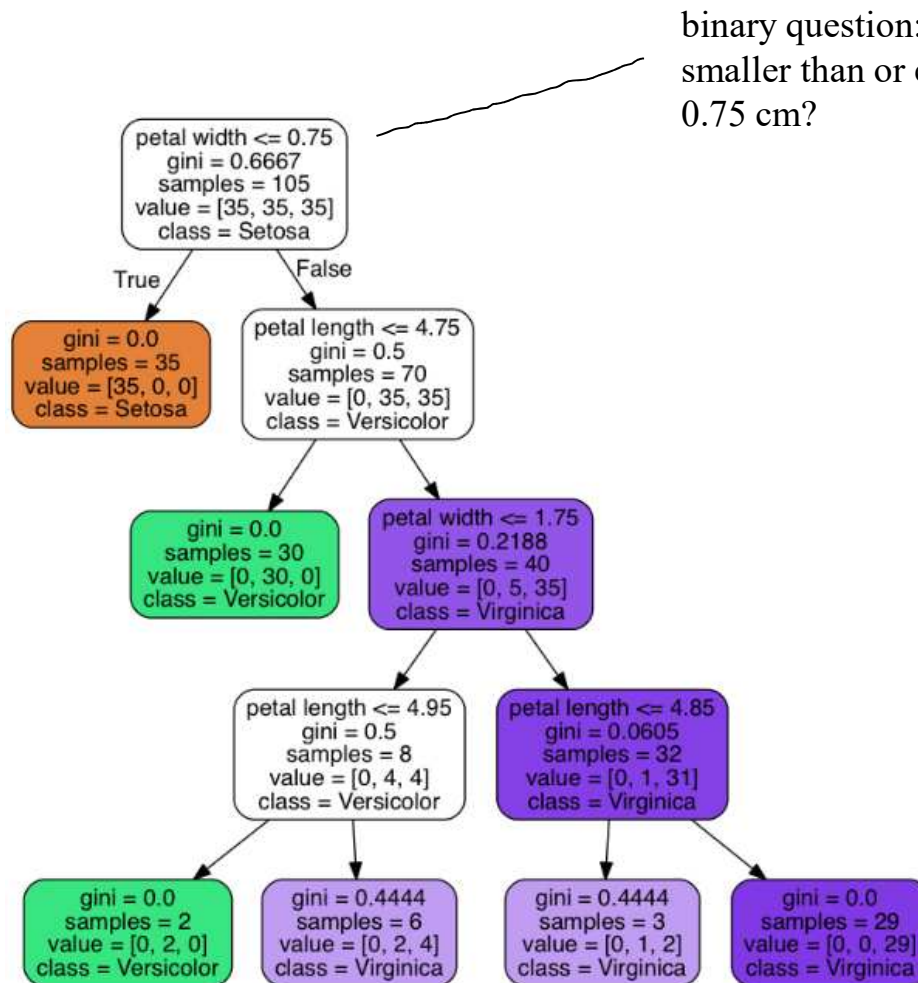 binary question:
smaller than or
0.75 cm?
petal width <= 0.75
gini = 0.6667
samples = 105
value = [35, 35, 35]
class = Setosa
True
False
gini = 0.0
samples = 35
value = [35, 0, 0]
class = Setosa
petal length <= 4.75
gini = 0.5
samples = 70
value = [0, 35, 35]
class = Versicolor
gini = 0.0
samples = 30
value = [0, 30, 0]
class = Versicolor
petal width <= 1.75
gini = 0.2188
samples = 40
value = [0, 5, 35]
class = Virginica
petal length <= 4.95
gini = 0.5
samples = 8
value = [0, 4, 4]
class = Versicolor
petal length <= 4.85
gini = 0.0605
samples = 32
value = [0, 1, 31]
class = Virginica
gini = 0.0
samples = 2
value = [0, 2, 0]
class = Versicolor
gini = 0.4444
samples = 6
value = [0, 2, 4]
class = Virginica
gini = 0.4444
samples = 3
value = [0, 1, 2]
class = Virginica
gini = 0.0
samples = 29
value = [0, 0, 29]
class = Virginica